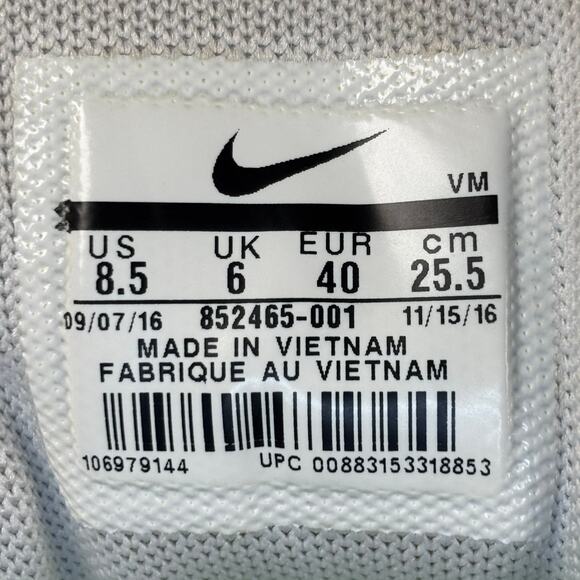 VM
US UK EUR cm
8.5 6 40 25.5
09/07/16 852465-001 11/15/16
MADE IN VIETNAM
FABRIQUE AU VIETNAM
106979144 UPC 00883153318853